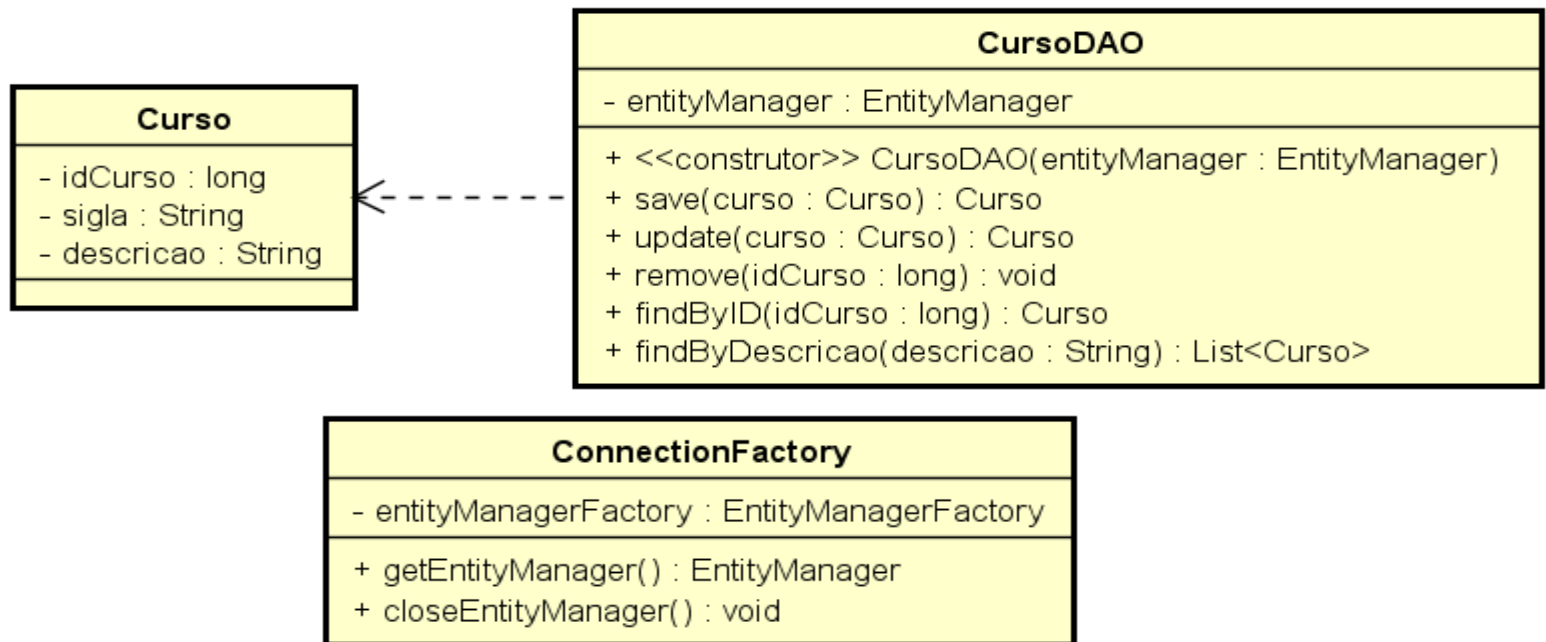 Curso
- idCurso : long
- sigla : String
- descricao : String
CursoDAO
- entityManager : EntityManager
+ <<construtor>> CursoDAO(entityManager : EntityManager)
+ save(curso : Curso) : Curso
+ update(curso : Curso) : Curso
+ remove(idCurso : long) : void
+ findByID(idCurso : long) : Curso
+ findByDescricao(descricao : String) : List<Curso>
ConnectionFactory
- entityManagerFactory : EntityManagerFactory
+ getEntityManager() : EntityManager
+ closeEntityManager() : void